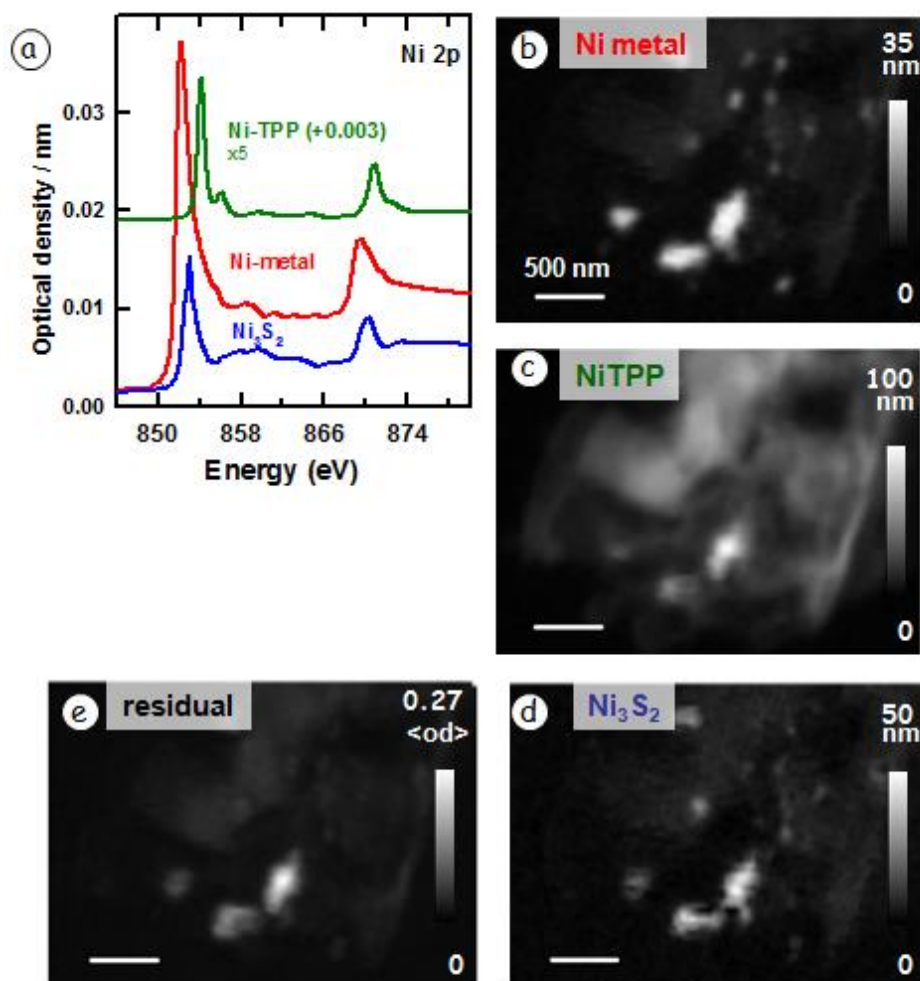 a
Ni 2p
0.03
0.02
0.01
0.00
Ni-TPP (+0.003)
x5
Ni-metal
Ni3S2
850 858 866 874
Energy (eV)
Optical density / nm
b
Ni metal
35
nm
500 nm
0
c
NiTPP
100
nm
0
e
residual
0.27
<od>
0
d
Ni₃S₂
50
nm
0